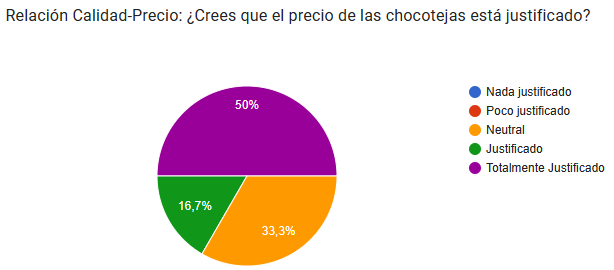 Relación Calidad-Precio: ¿Crees que el precio de las chocotejas está justificado?
50%
16,7%
33,3%
Nada justificado
Poco justificado
Neutral
Justificado
Totalmente Justificado